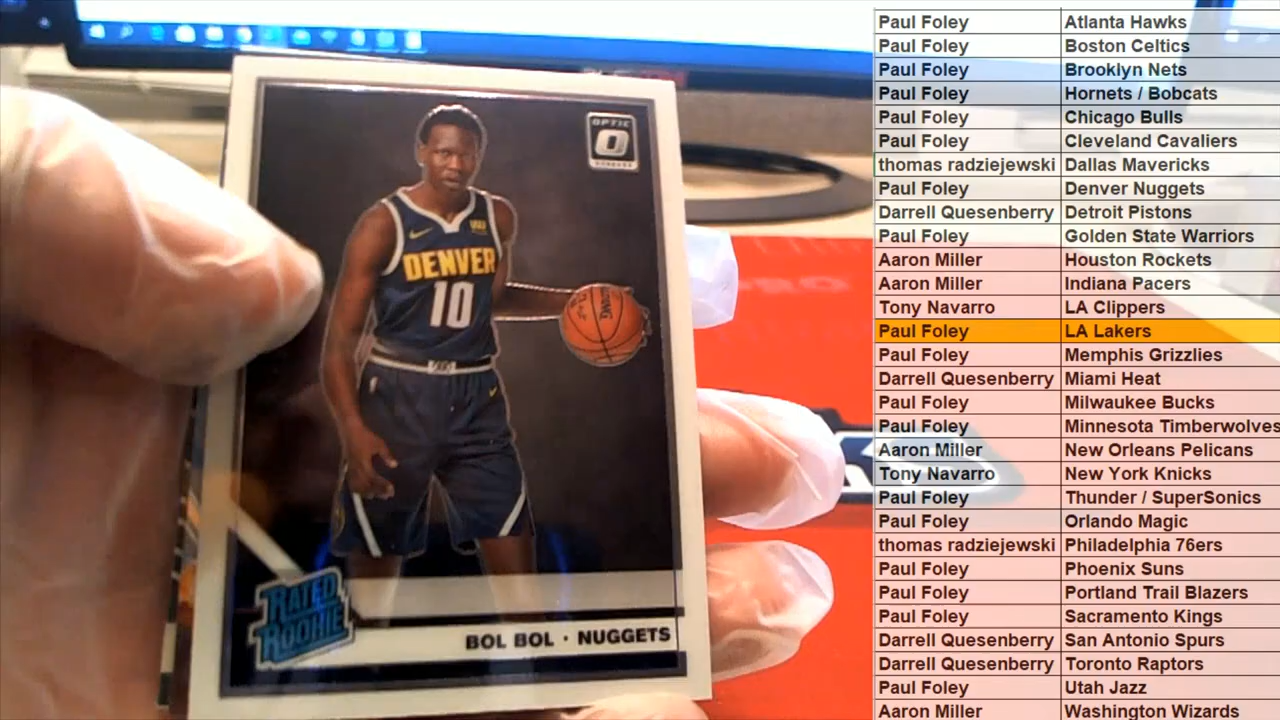 OPTIC
DENVER
10
SPALDING
RATED
ROOKIE
BOL BOL · NUGGETS
Paul Foley Atlanta Hawks
Paul Foley Boston Celtics
Paul Foley Brooklyn Nets
Paul Foley Hornets / Bobcats
Paul Foley Chicago Bulls
Paul Foley Cleveland Cavaliers
thomas radziejewski Dallas Mavericks
Paul Foley Denver Nuggets
Darrell Quesenberry Detroit Pistons
Paul Foley Golden State Warriors
Aaron Miller Houston Rockets
Aaron Miller Indiana Pacers
Tony Navarro LA Clippers
Paul Foley LA Lakers
Paul Foley Memphis Grizzlies
Darrell Quesenberry Miami Heat
Paul Foley Milwaukee Bucks
Paul Foley Minnesota Timberwolves
Aaron Miller New Orleans Pelicans
Tony Navarro New York Knicks
Paul Foley Thunder / SuperSonics
Paul Foley Orlando Magic
thomas radziejewski Philadelphia 76ers
Paul Foley Phoenix Suns
Paul Foley Portland Trail Blazers
Paul Foley Sacramento Kings
Darrell Quesenberry San Antonio Spurs
Darrell Quesenberry Toronto Raptors
Paul Foley Utah Jazz
Aaron Miller Washington Wizards